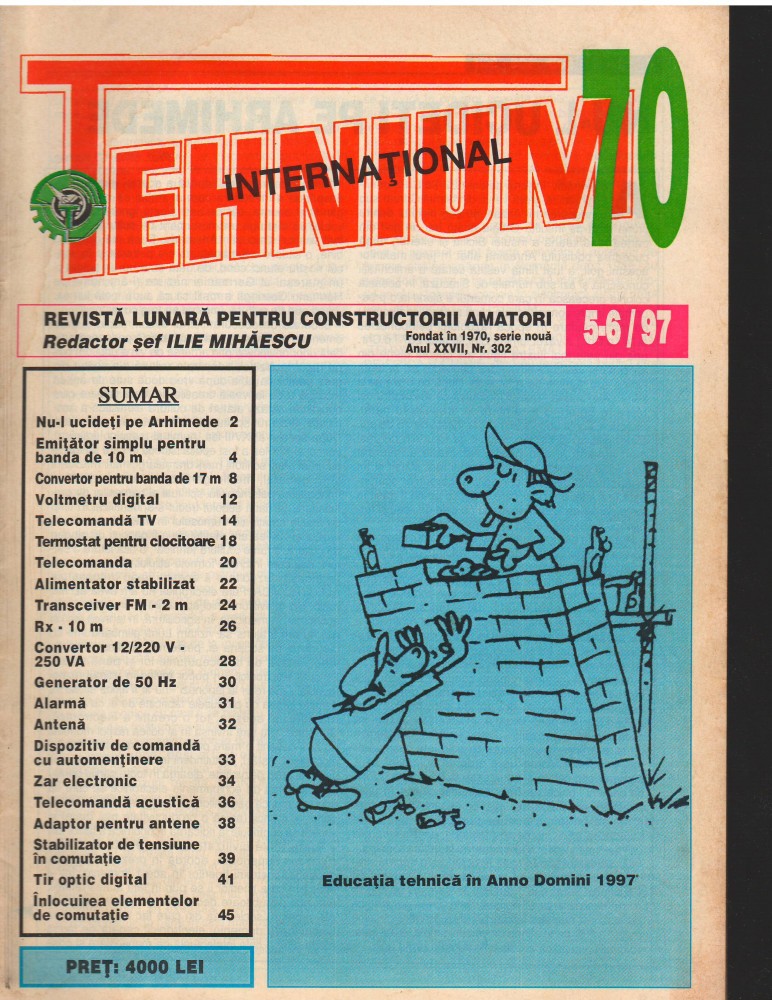 TEHNIUM 70
INTERNAȚIONAL
REVISTĂ LUNARĂ PENTRU CONSTRUCTORII AMATORI
Redactor șef ILIE MIHĂESCU
Fondat în 1970, serie nouă
Anul XXVII, Nr. 302
5-6 / 97
SUMAR
Nu-l ucideți pe Arhimede 2
Emițător simplu pentru
banda de 10 m 4
Convertor pentru banda de 17 m 8
Voltmetru digital 12
Telecomandă TV 14
Termostat pentru clocitoare 18
Telecomanda 20
Alimentator stabilizat 22
Transceiver FM - 2 m 24
Rx - 10 m 26
Convertor 12/220 V -
250 VA 28
Generator de 50 Hz 30
Alarmă 31
Antenă 32
Dispozitiv de comandă
cu automenținere 33
Zar electronic 34
Telecomandă acustică 36
Adaptor pentru antene 38
Stabilizator de tensiune
în comutație 39
Tir optic digital 41
Înlocuirea elementelor
de comutație 45
PREȚ: 4000 LEI
Educația tehnică în Anno Domini 1997